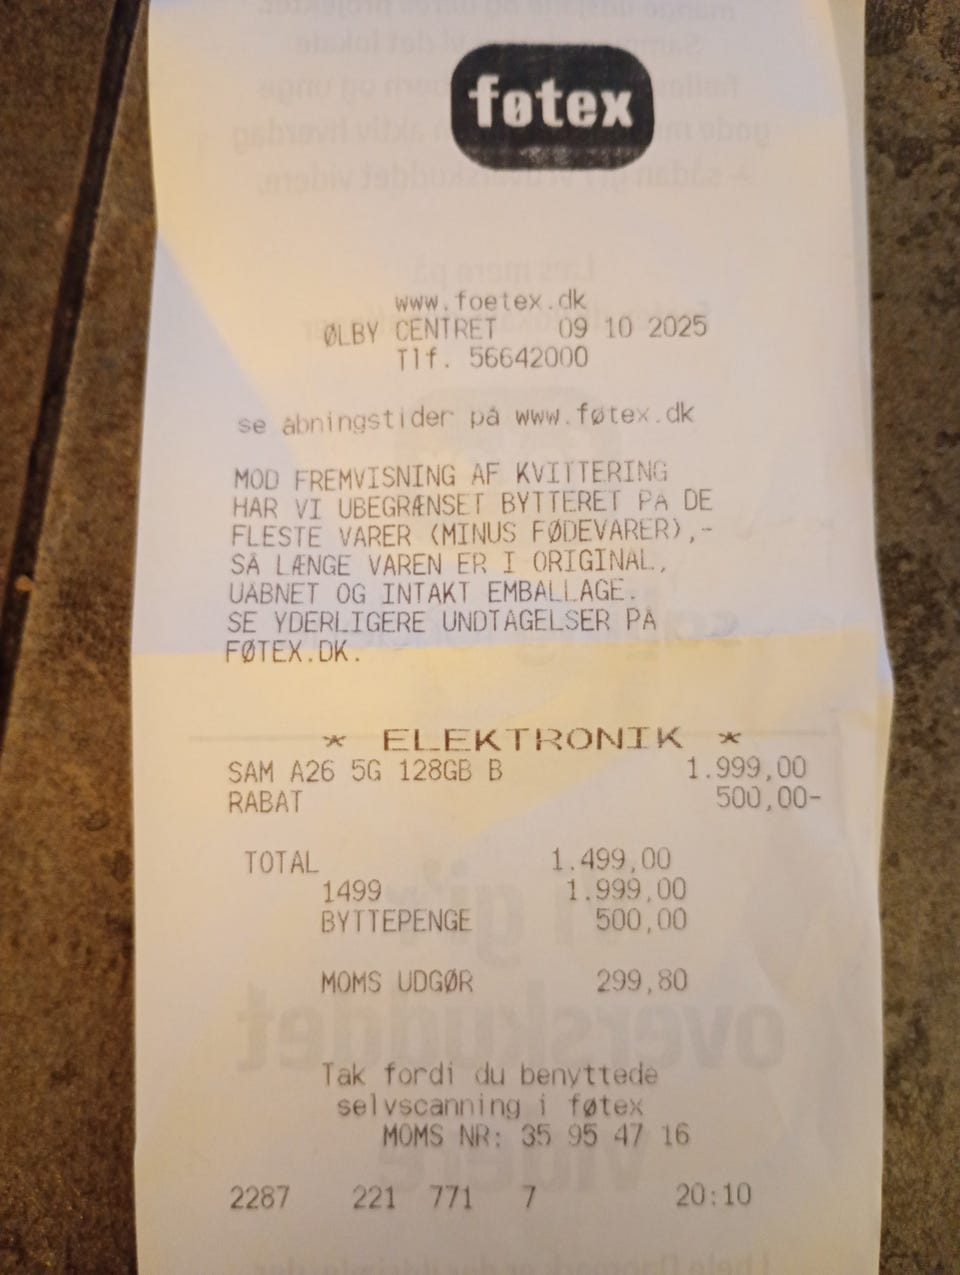 føtex
www.foetex.dk
ØLBY CENTRET 09 10 2025
Tlf. 56642000
se åbningstider på www.føtex.dk
MOD FREMVISNING AF KVITTERING
HAR VI UBEGRÆNSET BYTTERET PÅ DE
FLESTE VARER (MINUS FØDEVARER),-
SÅ LÆNGE VAREN ER I ORIGINAL,
UÅBNET OG INTAKT EMBALLAGE.
SE YDERLIGERE UNDTAGELSER PÅ
FØTEX.DK.
* ELEKTRONIK *
SAM A26 5G 128GB B 1.999,00
RABAT 500,00-
TOTAL 1.499,00
1499 1.999,00
BYTTEPENGE 500,00
MOMS UDGØR 299,80
Tak fordi du benyttede
selvscanning i føtex
MOMS NR: 35 95 47 16
2287 221 771 7 20:10